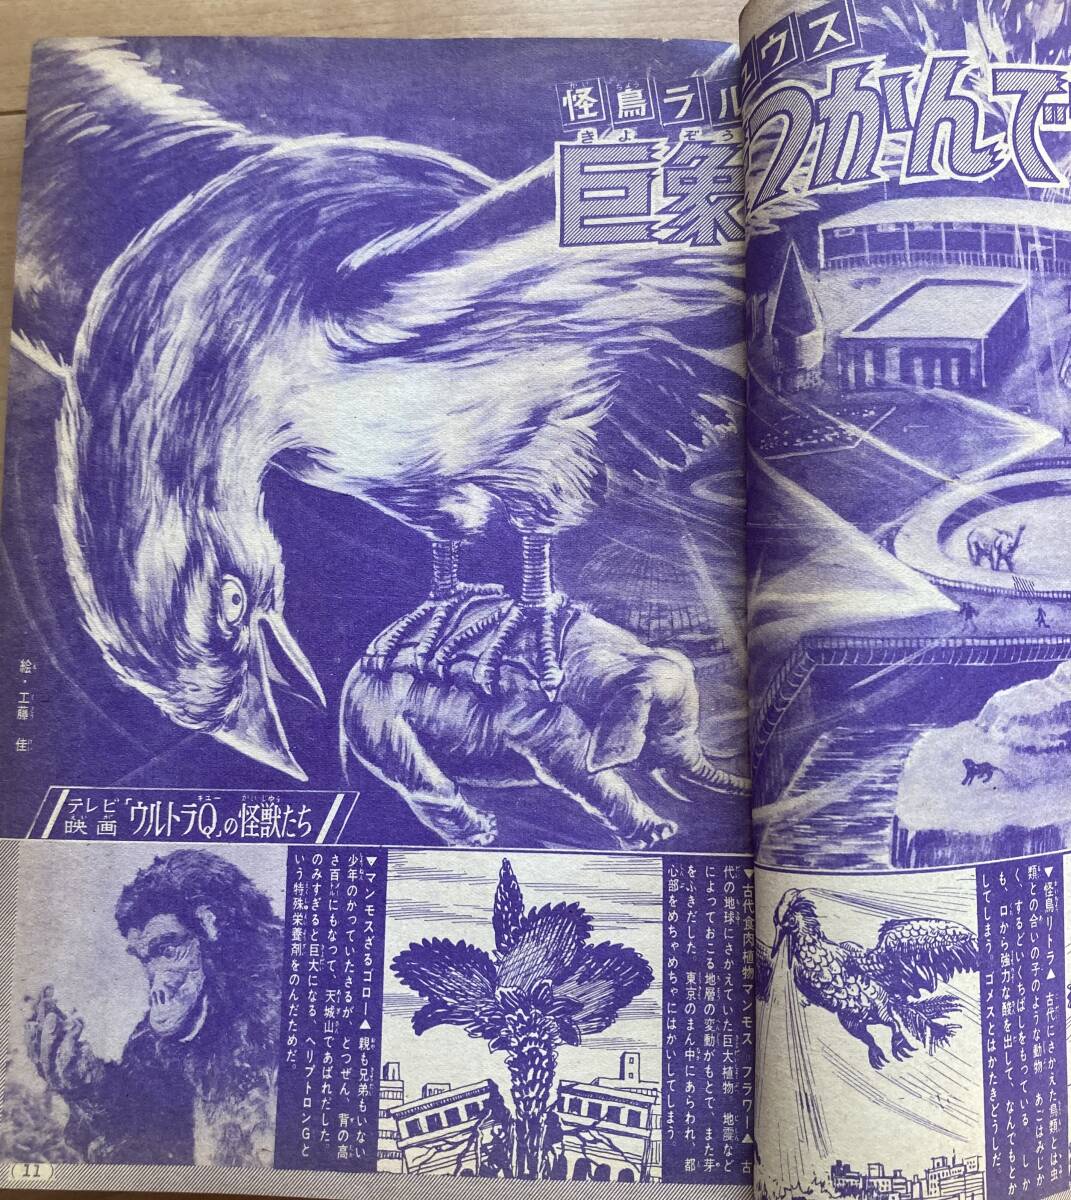 怪鳥ラル
かいちょう
ュウス
巨象
きょぞう
つかんで
絵・工藤佳
テレビ
映画
「ウルトラQ」の怪獣たち
▼怪鳥リトラ▲　古代にさかえた鳥類とは虫
類との合いの子のような動物　あごはみじか
く、するどいくちばしをもっている　しか
も、口から強力な酸を出して、なんでもとか
してしまう　ゴメスとはかたきどうしだ。
▼古代食肉植物マンモス　フラワー▲　古
代の地球にさかえていた巨大植物　地震など
によっておこる地層の変動がもとで、また芽
をふきだした　東京のまん中にあらわれ、都
心部をめちゃめちゃにはかいしてしまう
▼マンモスざるゴロー▲　親も兄弟もいない
少年のかっていたさるが、とつぜん、背の高
さ百トルにもなって、天城山であばれだした。
のみすぎると巨大になる、ヘリプトロンGと
いう特殊栄養剤をのんだためだ。
11